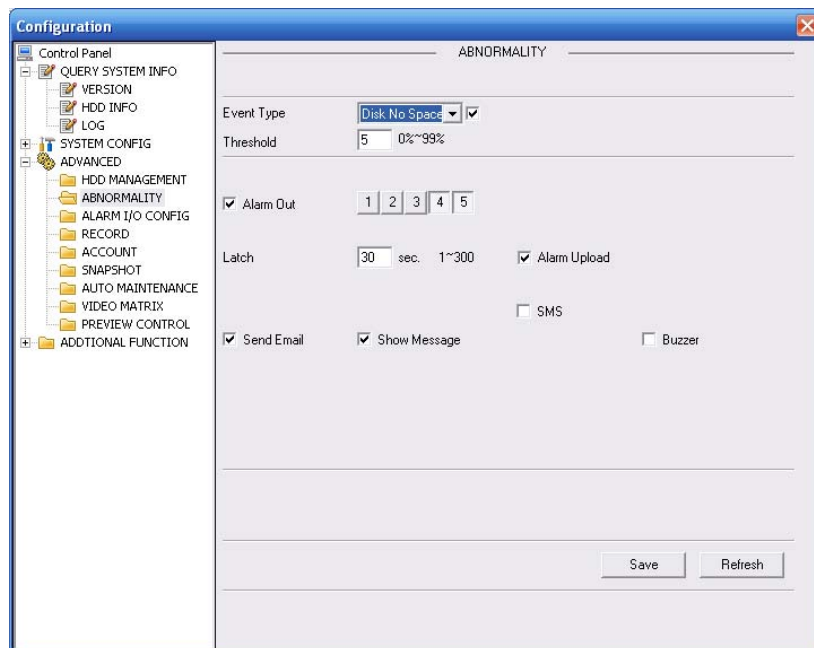 Configuration
Control Panel
QUERY SYSTEM INFO
VERSION
HDD INFO
LOG
SYSTEM CONFIG
ADVANCED
HDD MANAGEMENT
ABNORMALITY
ALARM I/O CONFIG
RECORD
ACCOUNT
SNAPSHOT
AUTO MAINTENANCE
VIDEO MATRIX
PREVIEW CONTROL
ADDTIONAL FUNCTION
ABNORMALITY
Event Type Disk No Space
Threshold 5 0%~99%
Alarm Out 1 2 3 4 5
Latch 30 sec. 1~300 Alarm Upload
SMS
Send Email Show Message Buzzer
Save Refresh